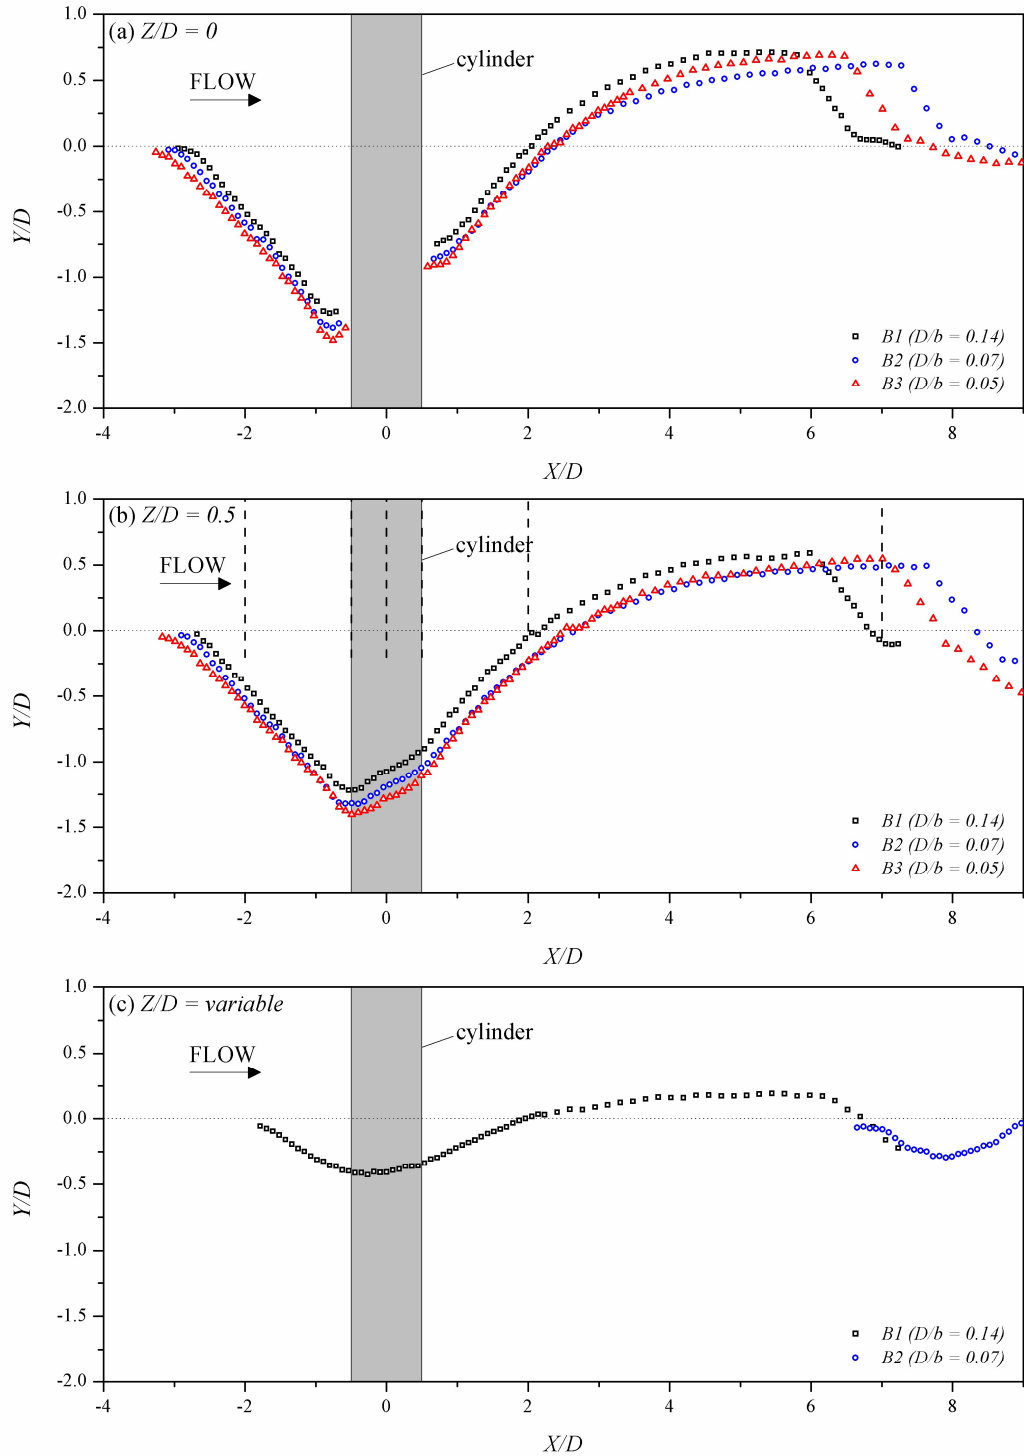 1.0
(a) Z/D = 0
cylinder
FLOW
0.5
0.0
-0.5
-1.0
-1.5
-2.0
Y/D
B1 (D/b = 0.14)
B2 (D/b = 0.07)
B3 (D/b = 0.05)
-4 -2 0 2 4 6 8
X/D
1.0
(b) Z/D = 0.5
cylinder
FLOW
0.5
0.0
-0.5
-1.0
-1.5
-2.0
Y/D
B1 (D/b = 0.14)
B2 (D/b = 0.07)
B3 (D/b = 0.05)
-4 -2 0 2 4 6 8
X/D
1.0
(c) Z/D = variable
cylinder
FLOW
0.5
0.0
-0.5
-1.0
-1.5
-2.0
Y/D
B1 (D/b = 0.14)
B2 (D/b = 0.07)
-4 -2 0 2 4 6 8
X/D